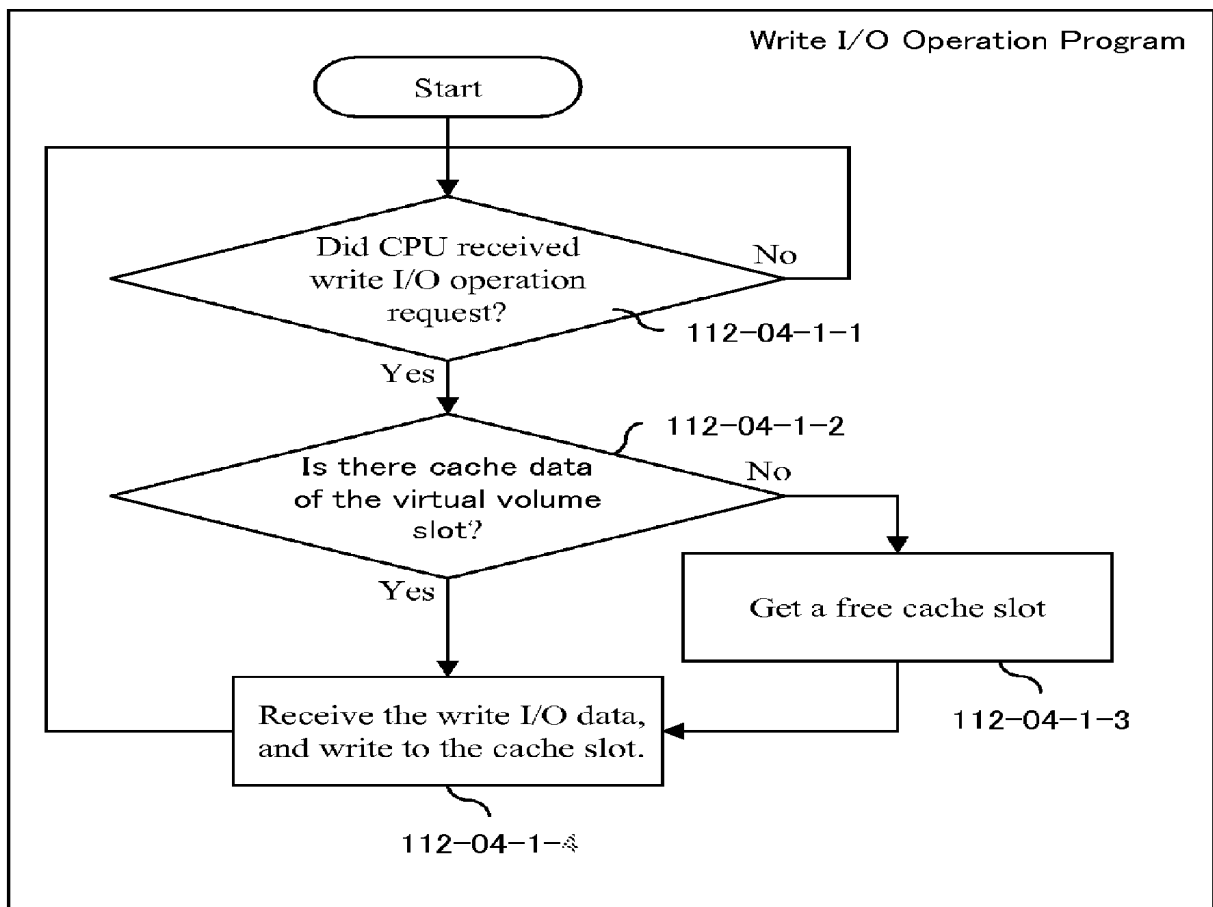 Write I/O Operation Program
Start
Did CPU received
write I/O operation
request?
No
112-04-1-1
Yes
112-04-1-2
Is there cache data
of the virtual volume
slot?
No
Yes
Get a free cache slot
112-04-1-3
Receive the write I/O data,
and write to the cache slot.
112-04-1-4